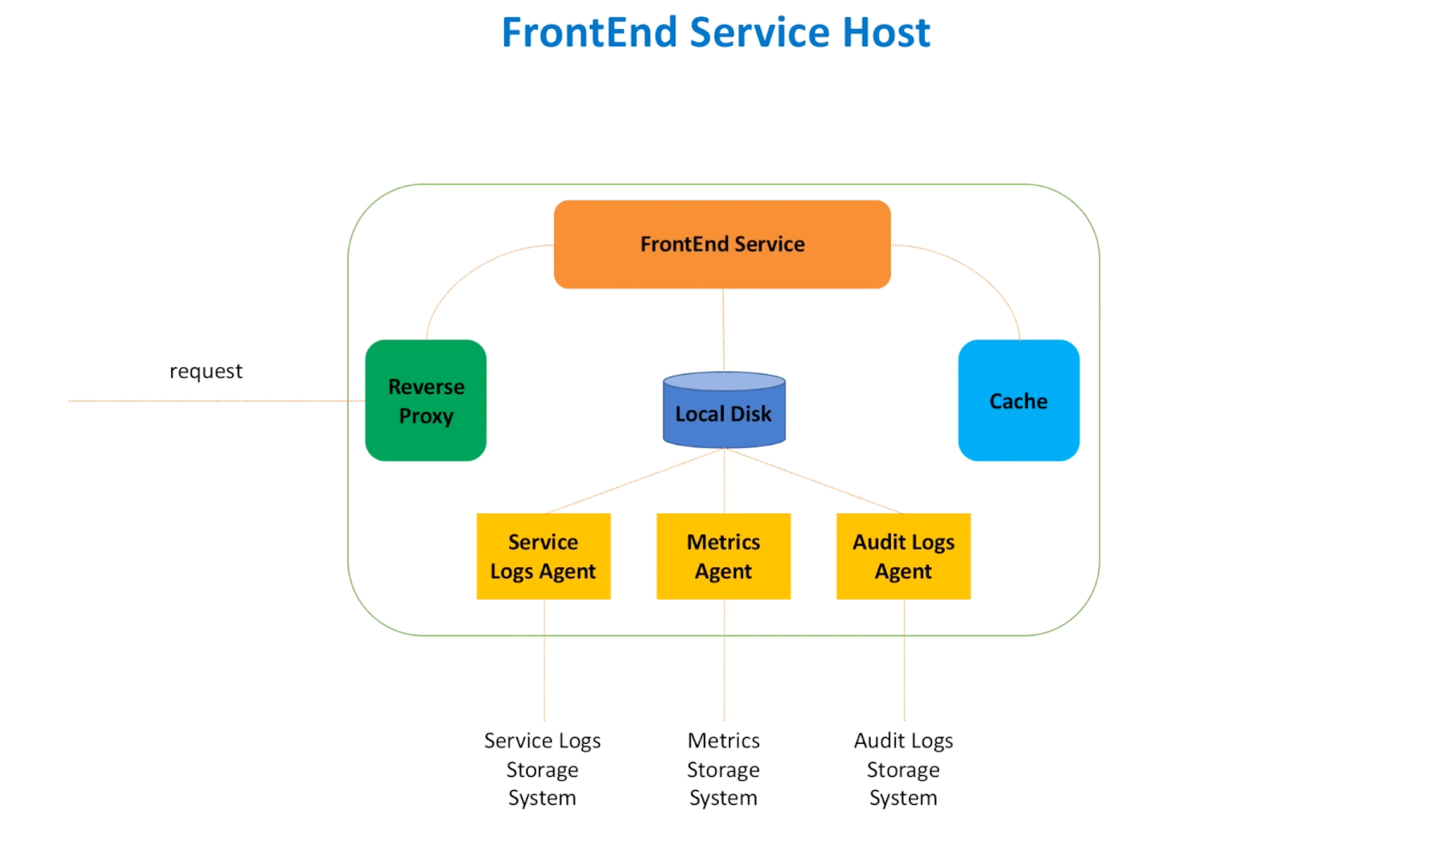 FrontEnd Service Host
FrontEnd Service
request
Reverse
Proxy
Local Disk
Cache
Service
Logs Agent
Metrics
Agent
Audit Logs
Agent
Service Logs
Storage
System
Metrics
Storage
System
Audit Logs
Storage
System